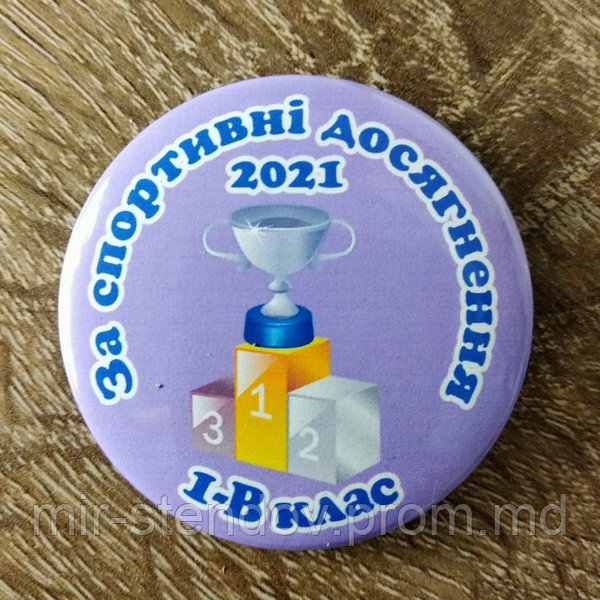 За спортивні досягнення
2021
1
3
2
1-В клас
mir-stendov.prom.md